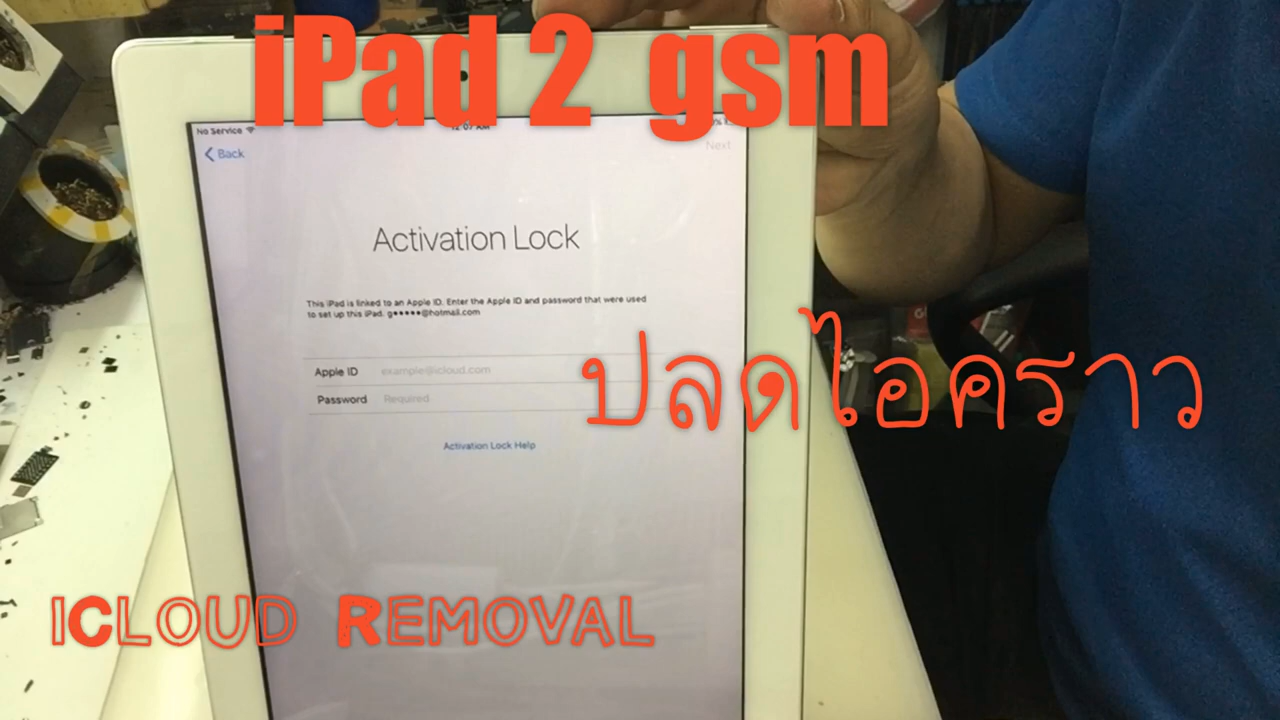 iPad 2 gsm
No Service
Back
Next
Activation Lock
This iPad is linked to an Apple ID. Enter the Apple ID and password that were used
to set up this iPad. g●●●●●@hotmail.com
Apple ID example@icloud.com
Password Required
ปลดไอคราว
Activation Lock Help
iCloud Removal